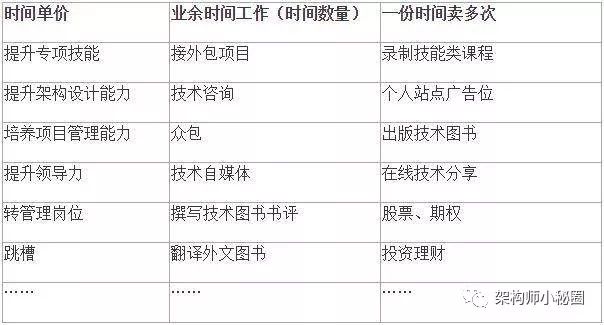 时间单价 业余时间工作（时间数量） 一份时间卖多次
提升专项技能 接外包项目 录制技能类课程
提升架构设计能力 技术咨询 个人站点广告位
培养项目管理能力 众包 出版技术图书
提升领导力 技术自媒体 在线技术分享
转管理岗位 撰写技术图书书评 股票、期权
跳槽 翻译外文图书 投资理财
…… …… ……
架构师小秘圈